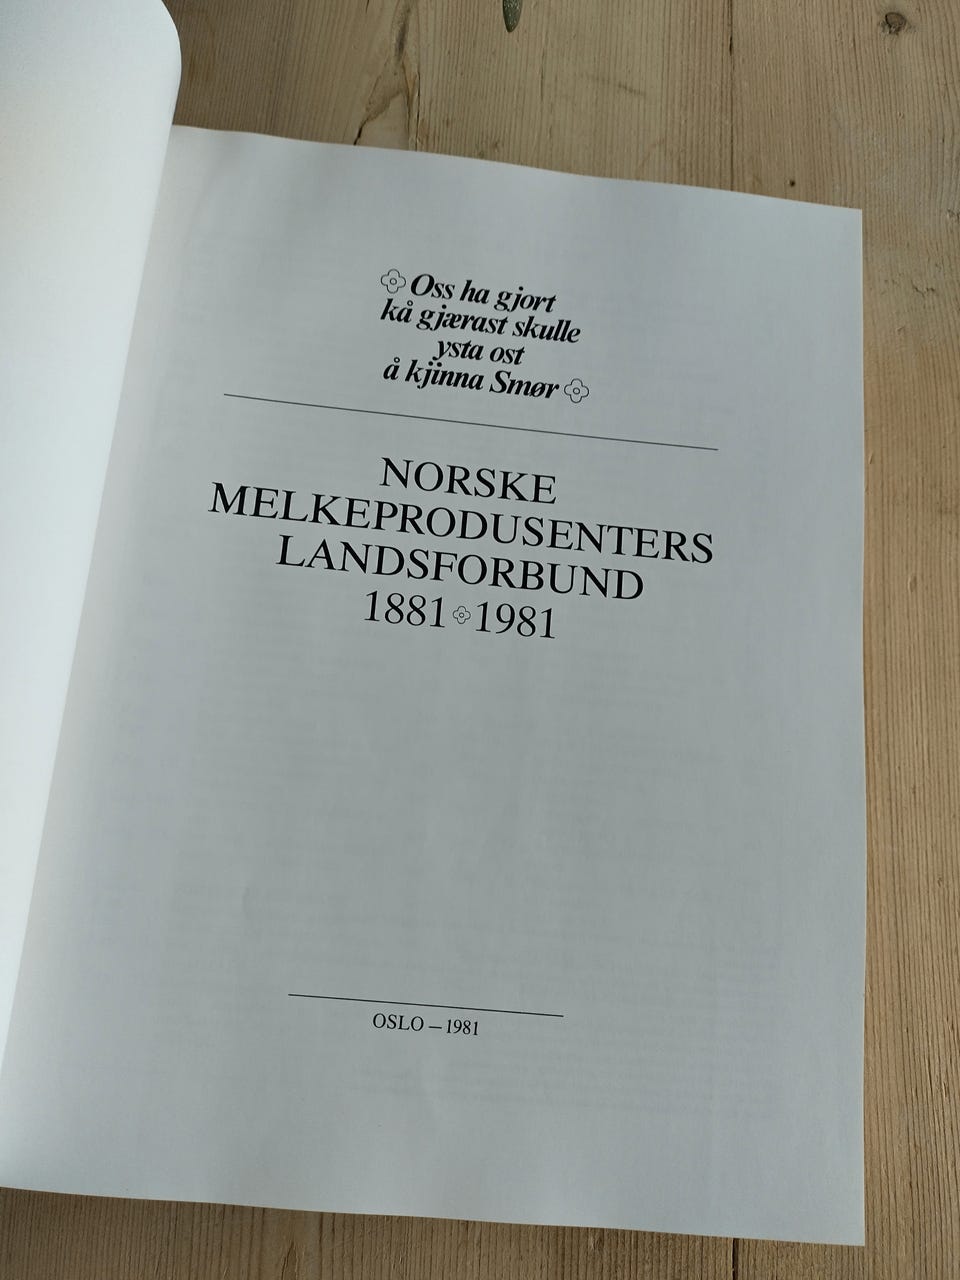 Oss ha gjort
kå gjærast skulle
ysta ost
å kjinna Smør
NORSKE
MELKEPRODUSENTERS
LANDSFORBUND
1881 1981
OSLO – 1981